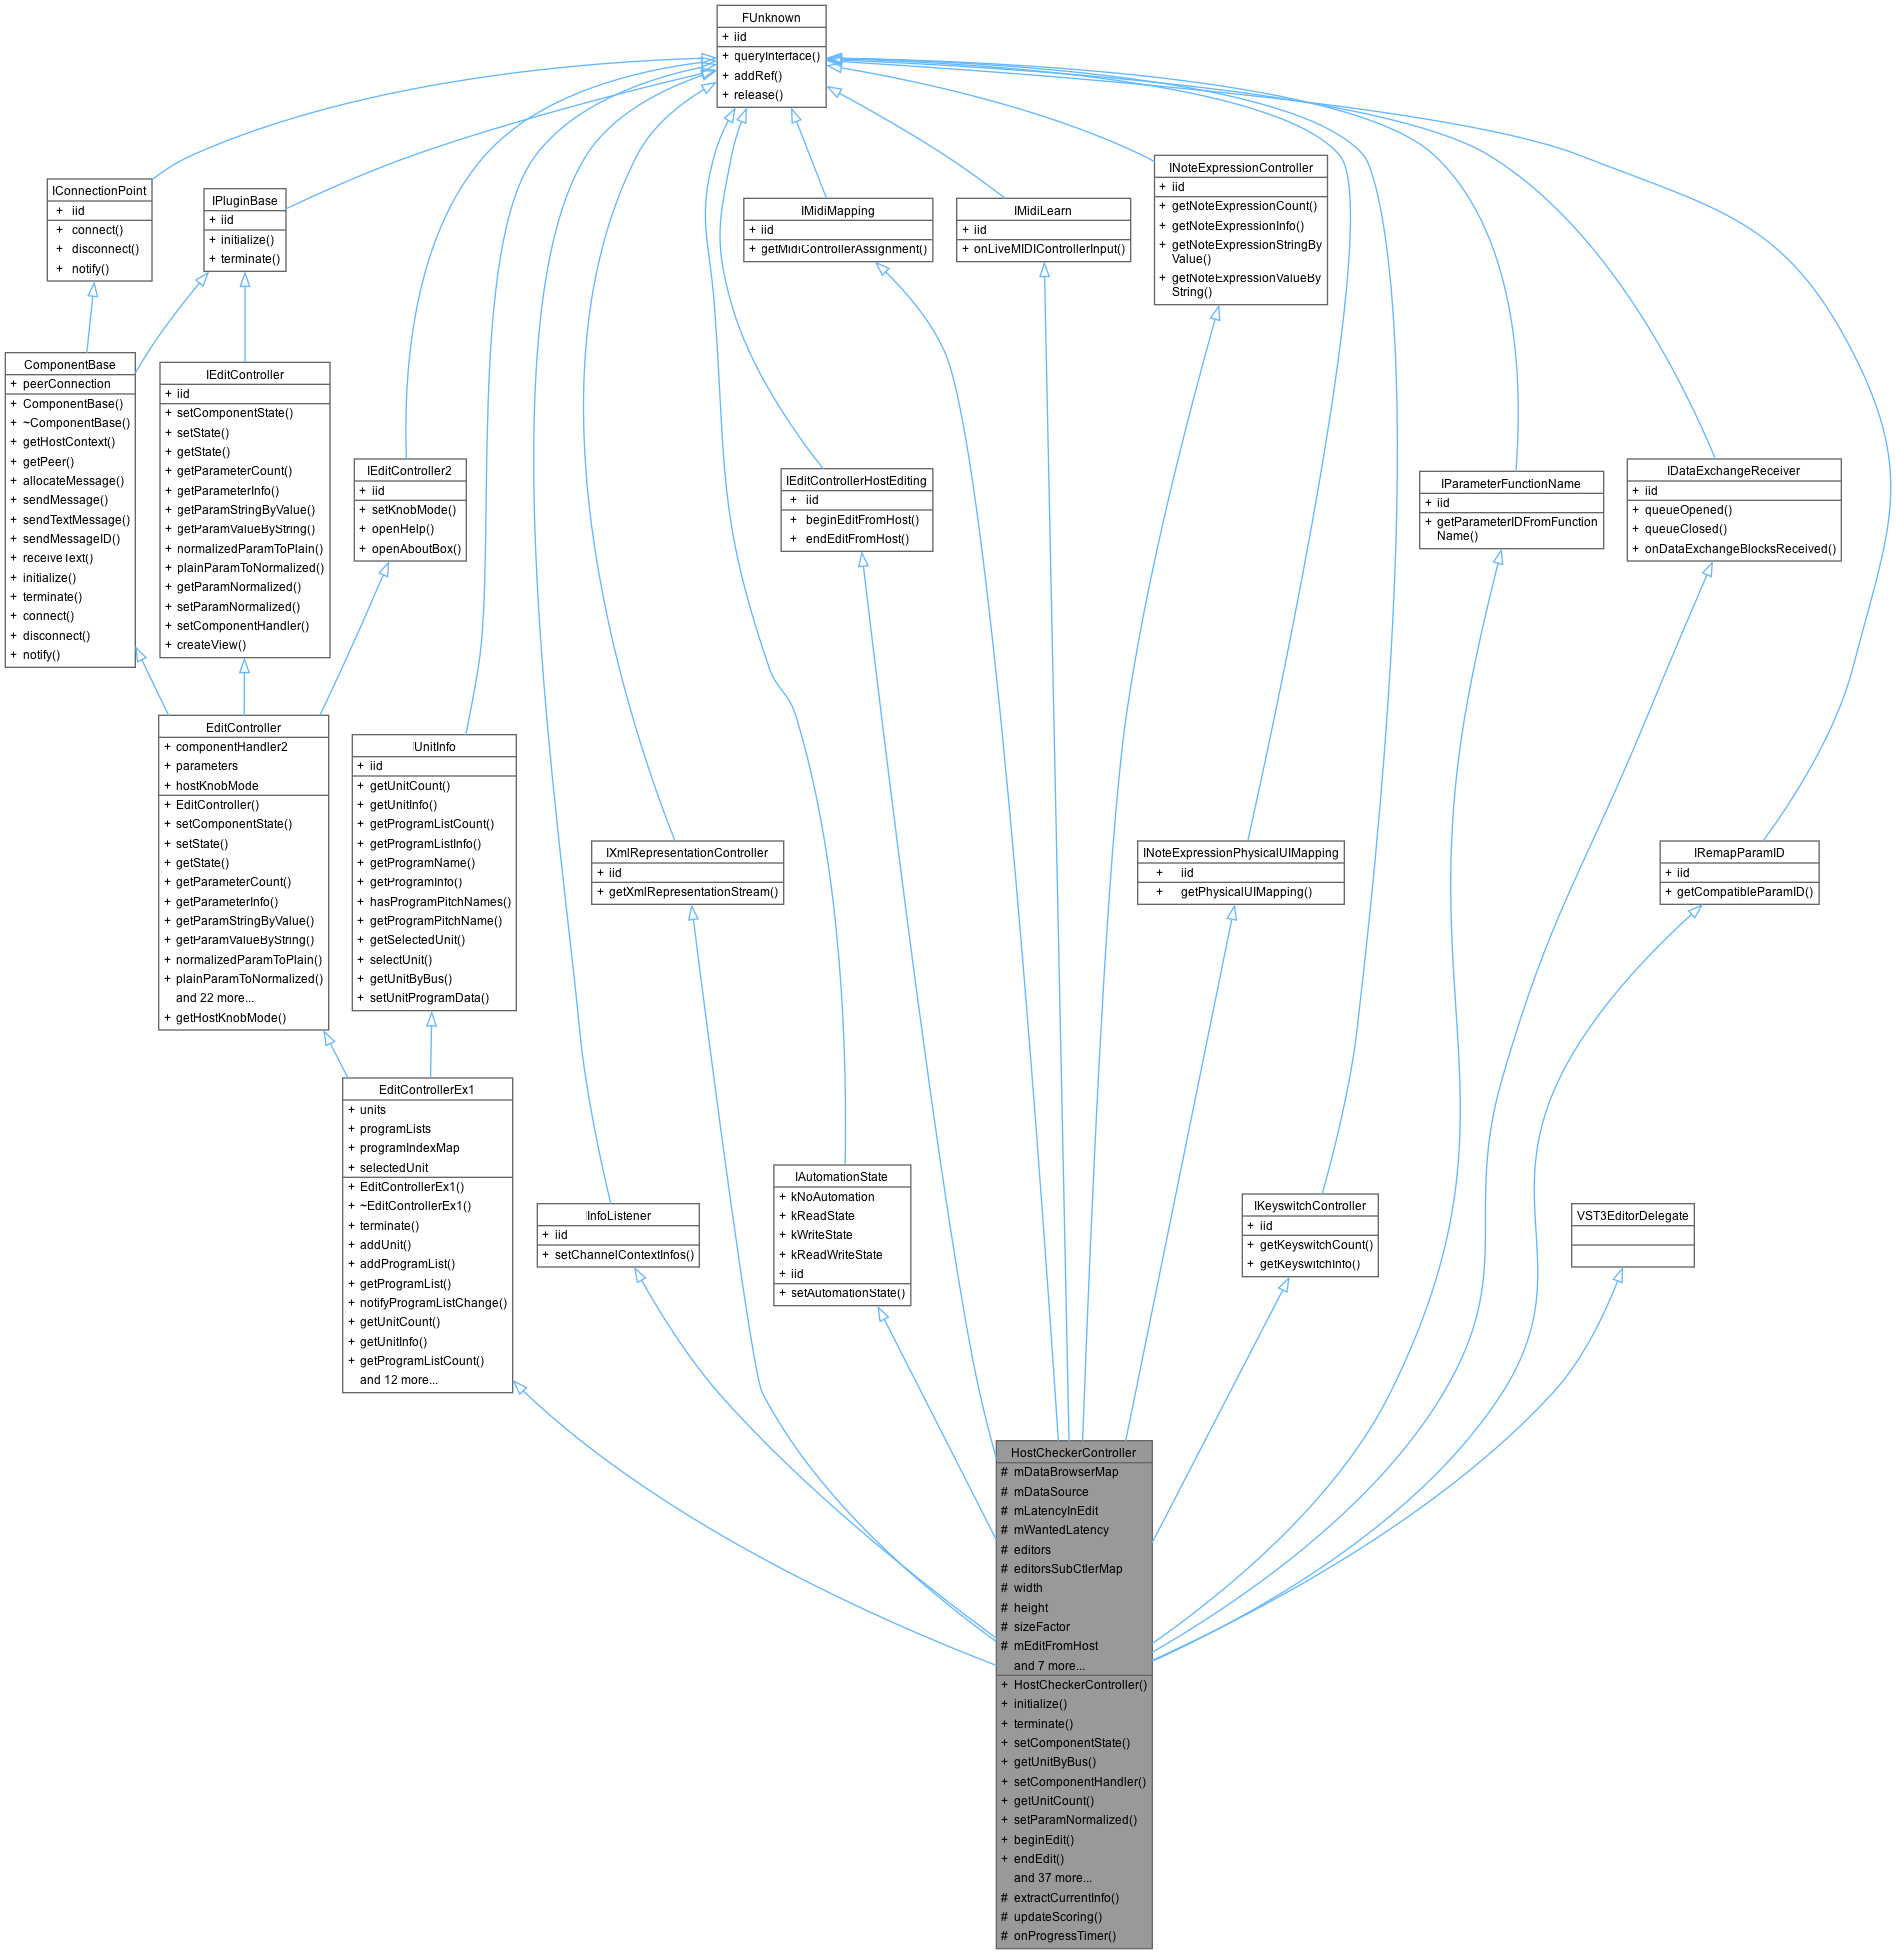 FUnknown
+ iid
+ queryInterface()
+ addRef()
+ release()
IConnectionPoint
+ iid
+ connect()
+ disconnect()
+ notify()
IPluginBase
+ iid
+ initialize()
+ terminate()
IMidiMapping
+ iid
+ getMidiControllerAssignment()
IMidiLearn
+ iid
+ onLiveMIDIControllerInput()
INoteExpressionController
+ iid
+ getNoteExpressionCount()
+ getNoteExpressionInfo()
+ getNoteExpressionStringBy
Value()
+ getNoteExpressionValueBy
String()
ComponentBase
+ peerConnection
+ ComponentBase()
+ ~ComponentBase()
+ getHostContext()
+ getPeer()
+ allocateMessage()
+ sendMessage()
+ sendTextMessage()
+ sendMessageID()
+ receiveText()
+ initialize()
+ terminate()
+ connect()
+ disconnect()
+ notify()
IEditController
+ iid
+ setComponentState()
+ setState()
+ getState()
+ getParameterCount()
+ getParameterInfo()
+ getParamStringByValue()
+ getParamValueByString()
+ normalizedParamToPlain()
+ plainParamToNormalized()
+ getParamNormalized()
+ setParamNormalized()
+ setComponentHandler()
+ createView()
IEditController2
+ iid
+ setKnobMode()
+ openHelp()
+ openAboutBox()
IEditControllerHostEditing
+ iid
+ beginEditFromHost()
+ endEditFromHost()
IParameterFunctionName
+ iid
+ getParameterIDFromFunction
Name()
IDataExchangeReceiver
+ iid
+ queueOpened()
+ queueClosed()
+ onDataExchangeBlocksReceived()
EditController
+ componentHandler2
+ parameters
+ hostKnobMode
+ EditController()
+ setComponentState()
+ setState()
+ getState()
+ getParameterCount()
+ getParameterInfo()
+ getParamStringByValue()
+ getParamValueByString()
+ normalizedParamToPlain()
+ plainParamToNormalized()
and 22 more...
+ getHostKnobMode()
IUnitInfo
+ iid
+ getUnitCount()
+ getUnitInfo()
+ getProgramListCount()
+ getProgramListInfo()
+ getProgramName()
+ getProgramInfo()
+ hasProgramPitchNames()
+ getProgramPitchName()
+ getSelectedUnit()
+ selectUnit()
+ getUnitByBus()
+ setUnitProgramData()
IXmlRepresentationController
+ iid
+ getXmlRepresentationStream()
INoteExpressionPhysicalUIMapping
+ iid
+ getPhysicalUIMapping()
IRemapParamID
+ iid
+ getCompatibleParamID()
EditControllerEx1
+ units
+ programLists
+ programIndexMap
+ selectedUnit
+ EditControllerEx1()
+ ~EditControllerEx1()
+ terminate()
+ addUnit()
+ addProgramList()
+ getProgramList()
+ notifyProgramListChange()
+ getUnitCount()
+ getUnitInfo()
+ getProgramListCount()
and 12 more...
IInfoListener
+ iid
+ setChannelContextInfos()
IAutomationState
+ kNoAutomation
+ kReadState
+ kWriteState
+ kReadWriteState
+ iid
+ setAutomationState()
IKeyswitchController
+ iid
+ getKeyswitchCount()
+ getKeyswitchInfo()
VST3EditorDelegate
HostCheckerController
# mDataBrowserMap
# mDataSource
# mLatencyInEdit
# mWantedLatency
# editors
# editorsSubCtlerMap
# width
# height
# sizeFactor
# mEditFromHost
and 7 more...
+ HostCheckerController()
+ initialize()
+ terminate()
+ setComponentState()
+ getUnitByBus()
+ setComponentHandler()
+ getUnitCount()
+ setParamNormalized()
+ beginEdit()
+ endEdit()
and 37 more...
# extractCurrentInfo()
# updateScoring()
# onProgressTimer()